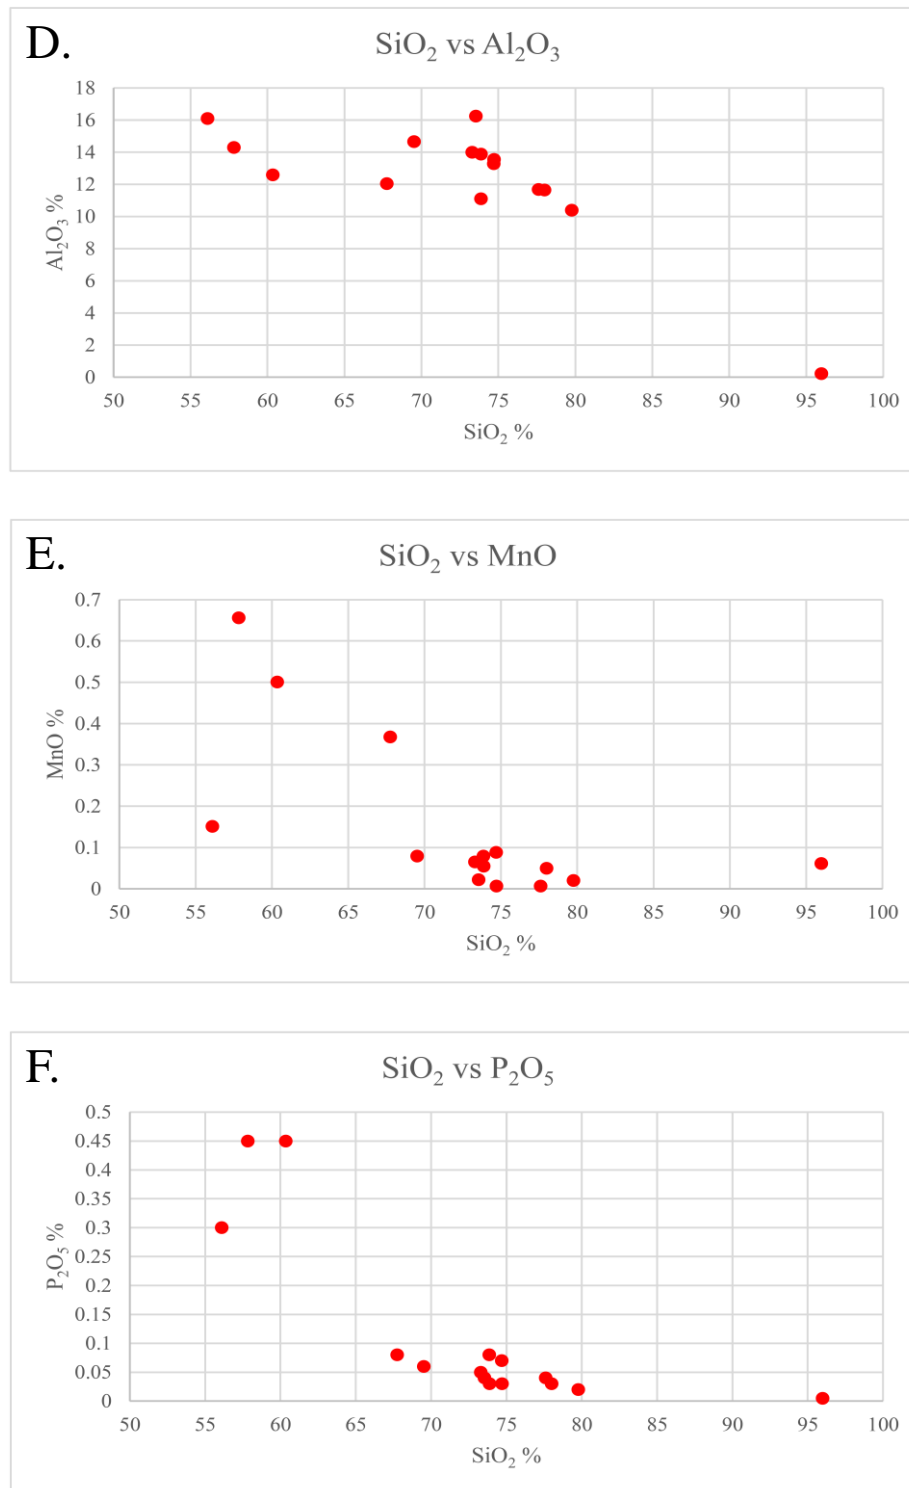 D.
SiO₂ vs Al₂O₃
18
16
14
12
10
8
6
4
2
0
Al₂O₃ %
50 55 60 65 70 75 80 85 90 95 100
SiO₂ %
E.
SiO₂ vs MnO
0.7
0.6
0.5
0.4
0.3
0.2
0.1
0
MnO %
50 55 60 65 70 75 80 85 90 95 100
SiO₂ %
F.
SiO₂ vs P₂O₅
0.5
0.45
0.4
0.35
0.3
0.25
0.2
0.15
0.1
0.05
0
P₂O₅ %
50 55 60 65 70 75 80 85 90 95 100
SiO₂ %